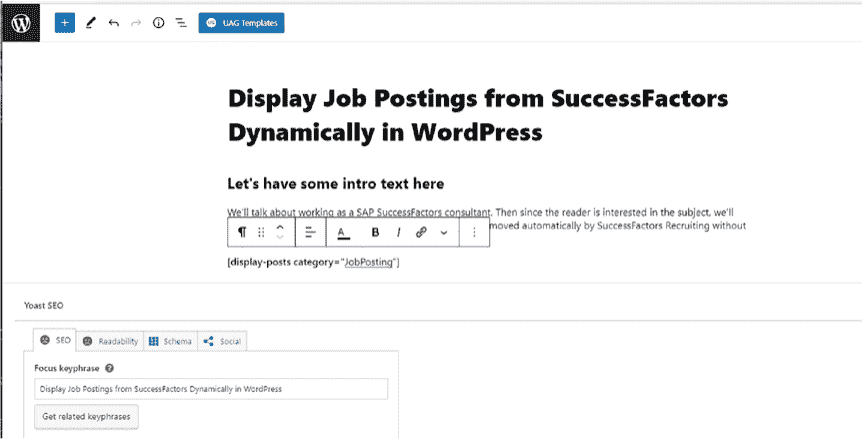 UAG Templates
Display Job Postings from SuccessFactors
Dynamically in WordPress
Let's have some intro text here
We'll talk about working as a SAP SuccessFactors consultant. Then since the reader is interested in the subject, we'll
moved automatically by SuccessFactors Recruiting without
A B I
[display-posts category="JobPosting"]
Yoast SEO
SEO Readability Schema Social
Focus keyphrase
Display Job Postings from SuccessFactors Dynamically in WordPress
Get related keyphrases